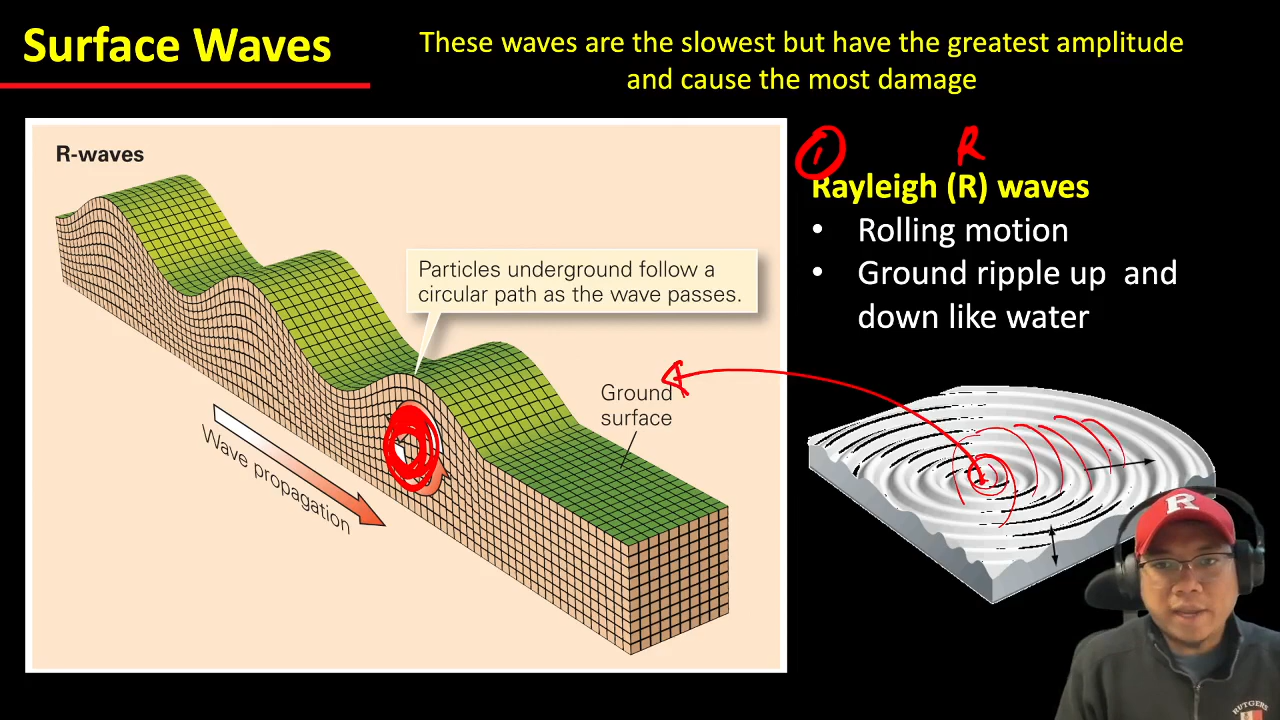 Surface Waves
These waves are the slowest but have the greatest amplitude
and cause the most damage
R-waves
Particles underground follow a
circular path as the wave passes.
Ground
surface
Wave propagation
1
R
Rayleigh (R) waves
• Rolling motion
• Ground ripple up and
down like water
R
RUTGERS